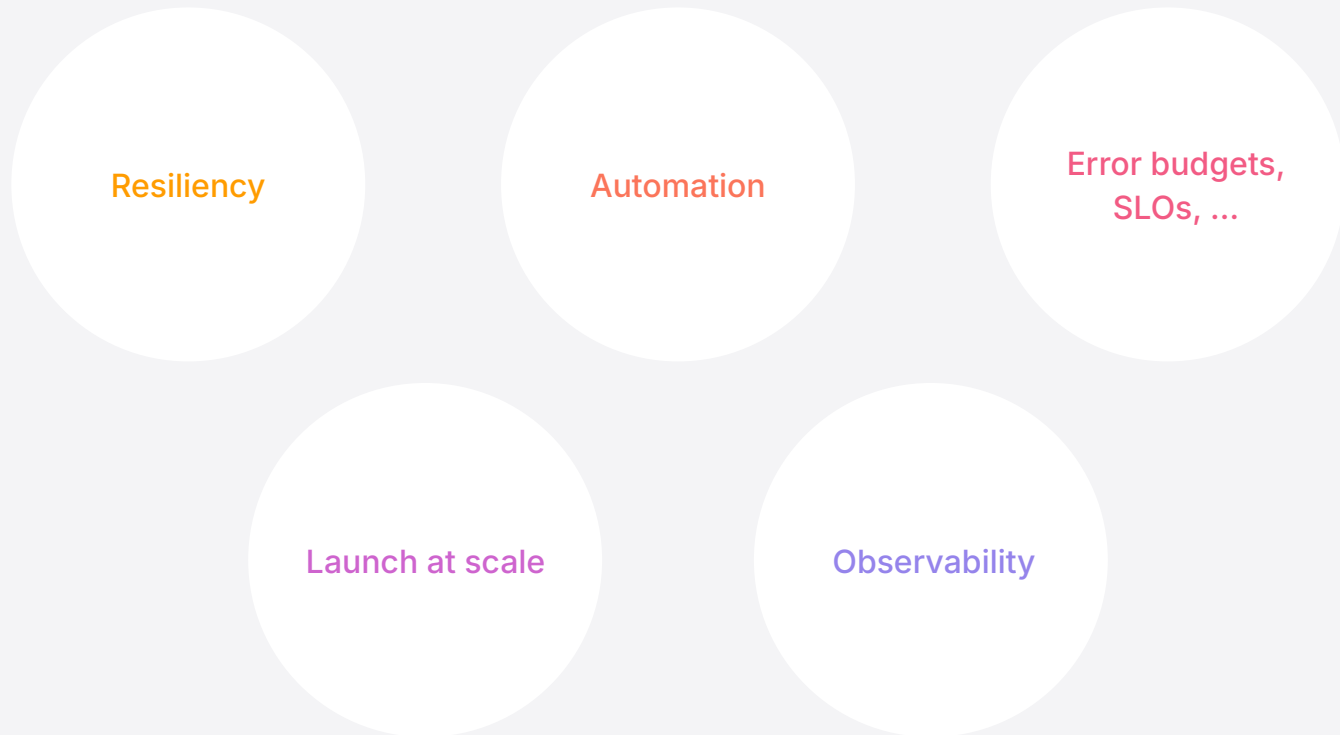 Resiliency
Automation
Error budgets,
SLOs, ...
Launch at scale
Observability